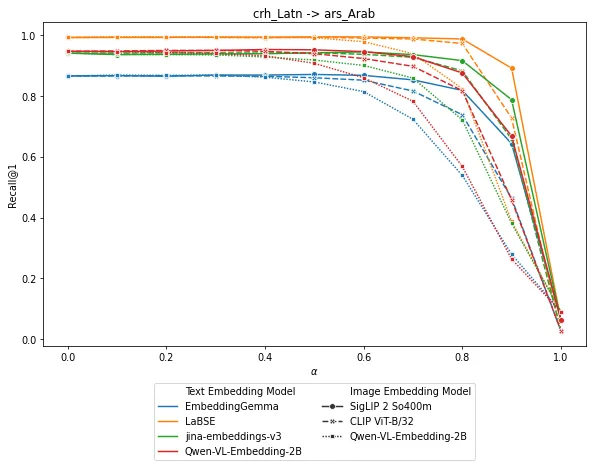 crh_Latn -> ars_Arab
Recall@1
1.0
0.8
0.6
0.4
0.2
0.0
0.0 0.2 0.4 0.6 0.8 1.0
α
Text Embedding Model Image Embedding Model
EmbeddingGemma SigLIP 2 So400m
LaBSE CLIP ViT-B/32
jina-embeddings-v3 Qwen-VL-Embedding-2B
Qwen-VL-Embedding-2B